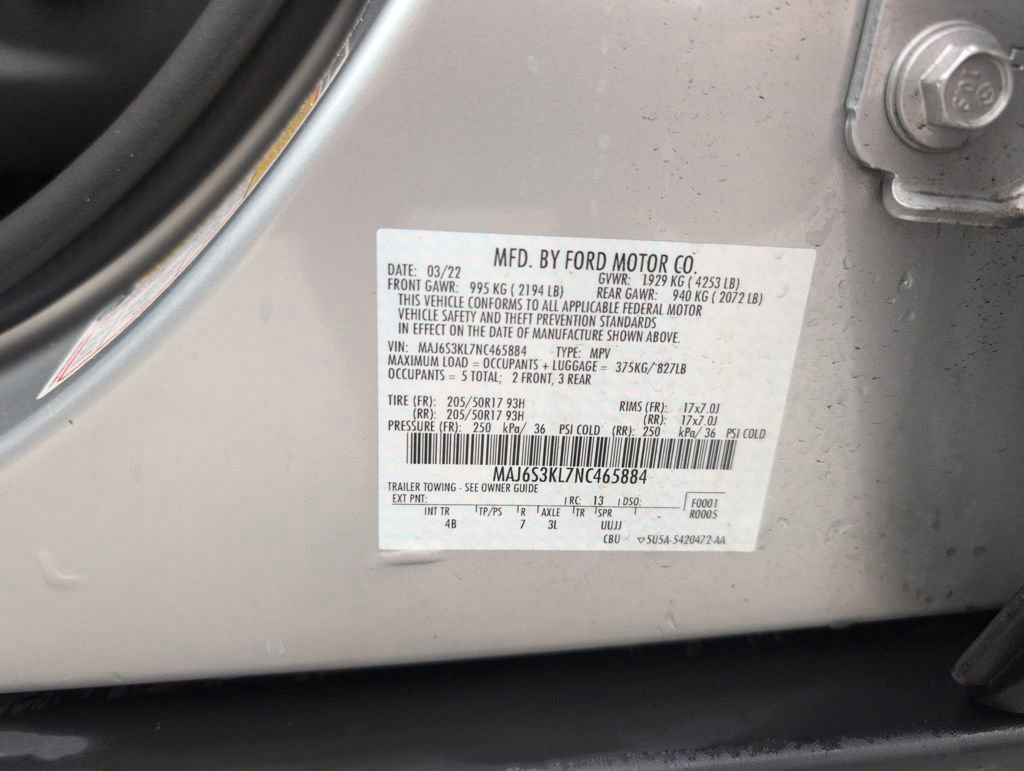 MFD. BY FORD MOTOR CO.
DATE: 03/22 GVWR: 1929 KG ( 4253 LB)
FRONT GAWR: 995 KG ( 2194 LB) REAR GAWR: 940 KG ( 2072 LB)
THIS VEHICLE CONFORMS TO ALL APPLICABLE FEDERAL MOTOR
VEHICLE SAFETY AND THEFT PREVENTION STANDARDS
IN EFFECT ON THE DATE OF MANUFACTURE SHOWN ABOVE.
VIN: MAJ6S3KL7NC465884 TYPE: MPV
MAXIMUM LOAD = OCCUPANTS + LUGGAGE = 375KG/ 827LB
OCCUPANTS = 5 TOTAL; 2 FRONT, 3 REAR
TIRE (FR): 205/50R17 93H RIMS (FR): 17x7.0J
(RR): 205/50R17 93H (RR): 17x7.0J
PRESSURE (FR): 250 kPa/ 36 PSI COLD (RR): 250 kPa/ 36 PSI COLD
MAJ6S3KL7NC465884
TRAILER TOWING - SEE OWNER GUIDE
EXT PNT: RC: 13 DSO: F0001
R0005
INT TR TP/PS R AXLE TR SPR
4B 7 3L UUJJ
CBU 5U5A-5420472-AA